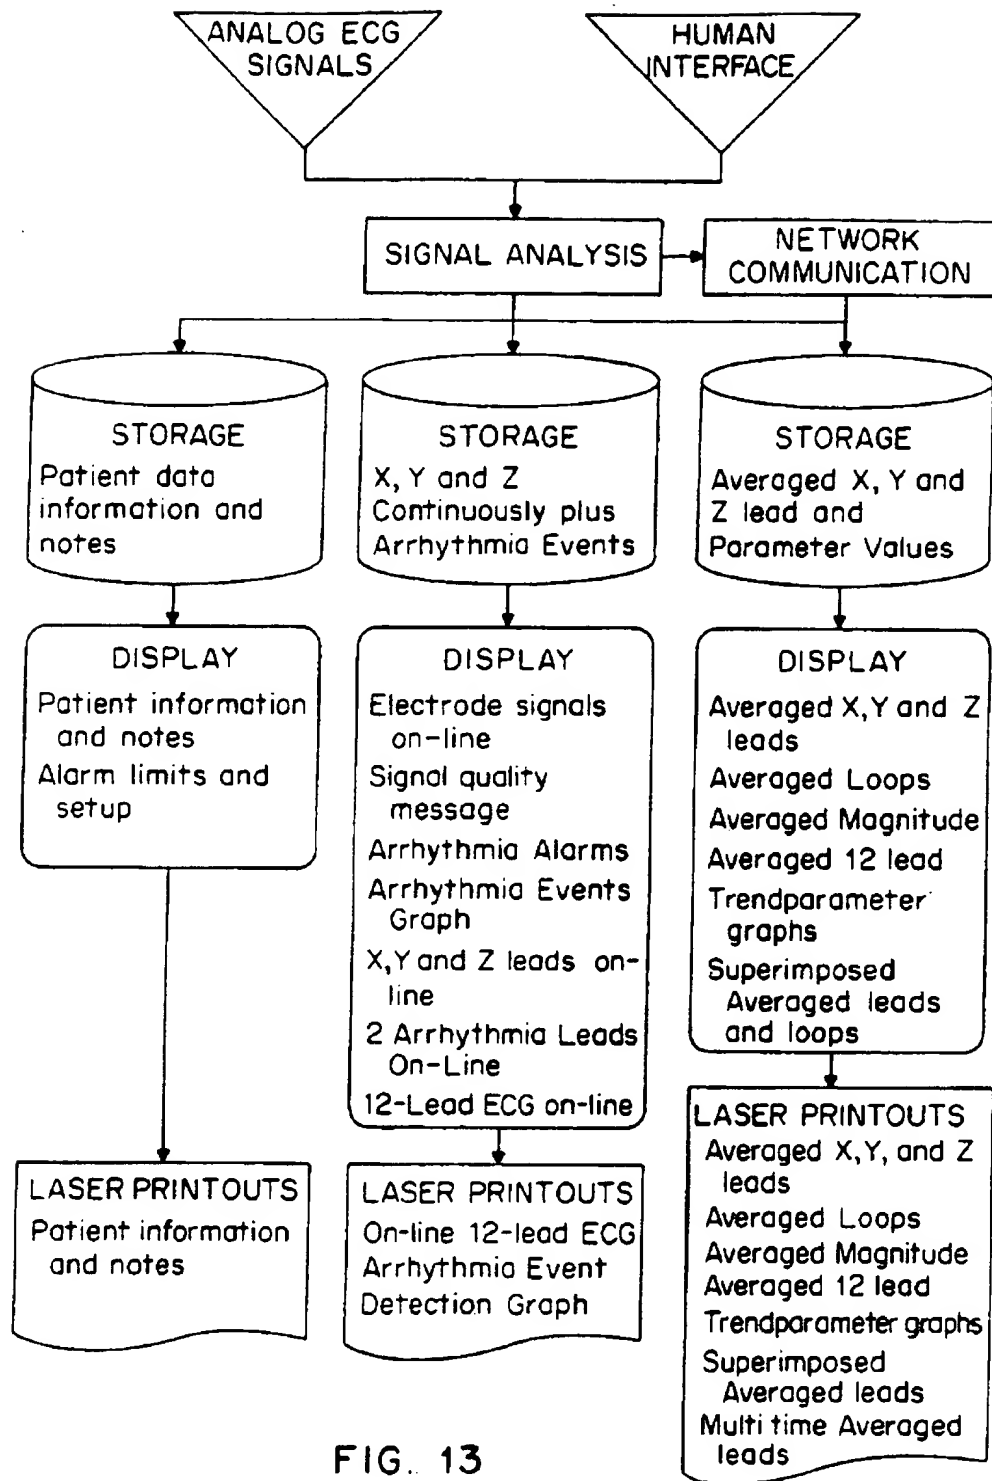 ANALOG ECG
SIGNALS
HUMAN
INTERFACE
SIGNAL ANALYSIS
NETWORK
COMMUNICATION
STORAGE
Patient data
information and
notes
STORAGE
X, Y and Z
Continuously plus
Arrhythmia Events
STORAGE
Averaged X, Y and
Z lead and
Parameter Values
DISPLAY
Patient information
and notes
Alarm limits and
setup
DISPLAY
Electrode signals
on-line
Signal quality
message
Arrhythmia Alarms
Arrhythmia Events
Graph
X, Y and Z leads on-
line
2 Arrhythmia Leads
On-Line
12-Lead ECG on-line
DISPLAY
Averaged X, Y and Z
leads
Averaged Loops
Averaged Magnitude
Averaged 12 lead
Trendparameter
graphs
Superimposed
Averaged leads
and loops
LASER PRINTOUTS
Patient information
and notes
LASER PRINTOUTS
On-line 12-lead ECG
Arrhythmia Event
Detection Graph
LASER PRINTOUTS
Averaged X, Y, and Z
leads
Averaged Loops
Averaged Magnitude
Averaged 12 lead
Trendparameter graphs
Superimposed
Averaged leads
Multi time Averaged
leads
FIG. 13